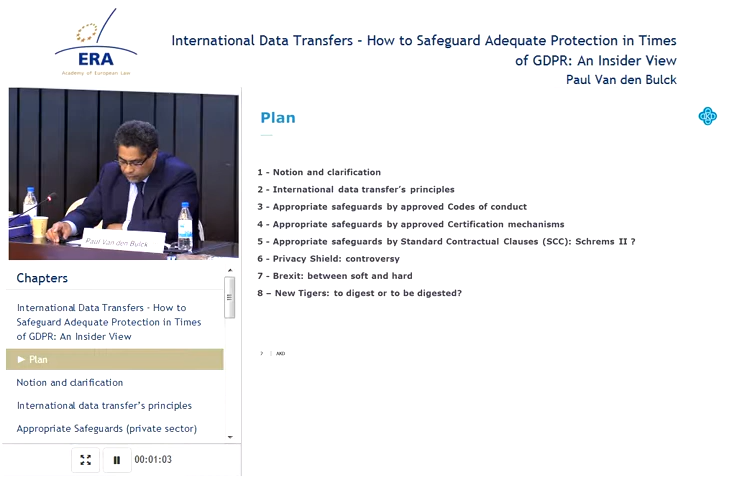 ERA
Academy of European Law
International Data Transfers - How to Safeguard Adequate Protection in Times
of GDPR: An Insider View
Paul Van den Bulck
Paul Van den Bulck
Chapters
International Data Transfers - How to
Safeguard Adequate Protection in Times
of GDPR: An Insider View
► Plan
Notion and clarification
International data transfer’s principles
Appropriate Safeguards (private sector)
00:01:03
Plan
1 - Notion and clarification
2 - International data transfer’s principles
3 - Appropriate safeguards by approved Codes of conduct
4 - Appropriate safeguards by approved Certification mechanisms
5 - Appropriate safeguards by Standard Contractual Clauses (SCC): Schrems II ?
6 - Privacy Shield: controversy
7 - Brexit: between soft and hard
8 – New Tigers: to digest or to be digested?
AKD